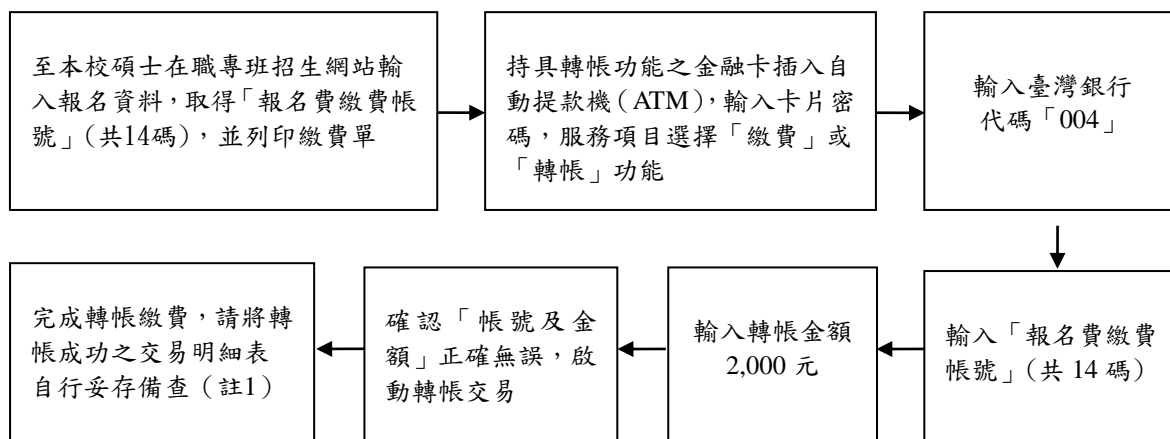 至本校碩士在職專班招生網站輸
入報名資料，取得「報名費繳費帳
號」(共14碼)，並列印繳費單
持具轉帳功能之金融卡插入自
動提款機(ATM)，輸入卡片密
碼，服務項目選擇「繳費」或
「轉帳」功能
輸入臺灣銀行
代碼「004」
輸入「報名費繳費
帳號」(共 14 碼)
輸入轉帳金額
2,000 元
確認「帳號及金
額」正確無誤，啟
動轉帳交易
完成轉帳繳費，請將轉
帳成功之交易明細表
自行妥存備查（註1）